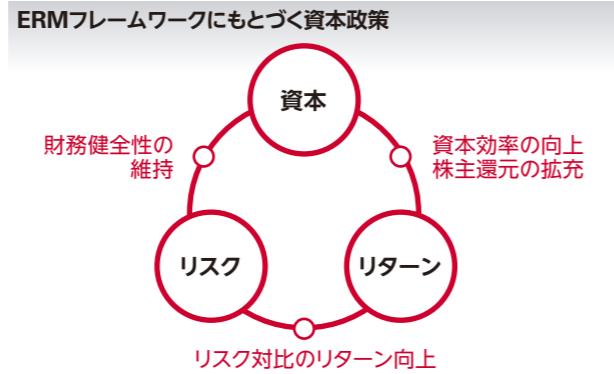 ERMフレームワークにもとづく資本政策
資本
財務健全性の
維持
資本効率の向上
株主還元の拡充
リスク
リターン
リスク対比のリターン向上